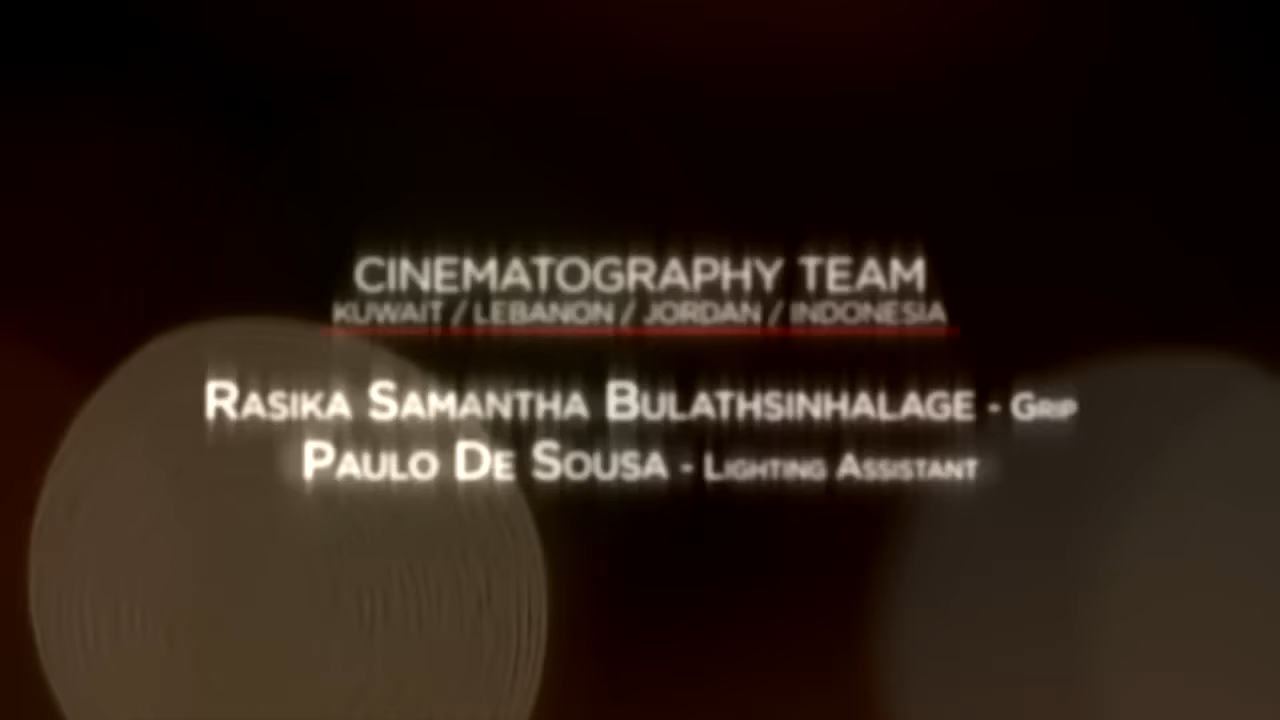 CINEMATOGRAPHY TEAM
KUWAIT / LEBANON / JORDAN / INDONESIA
RASIKA SAMANTHA BULATHSINHALAGE - GRIP
PAULO DE SOUSA - LIGHTING ASSISTANT